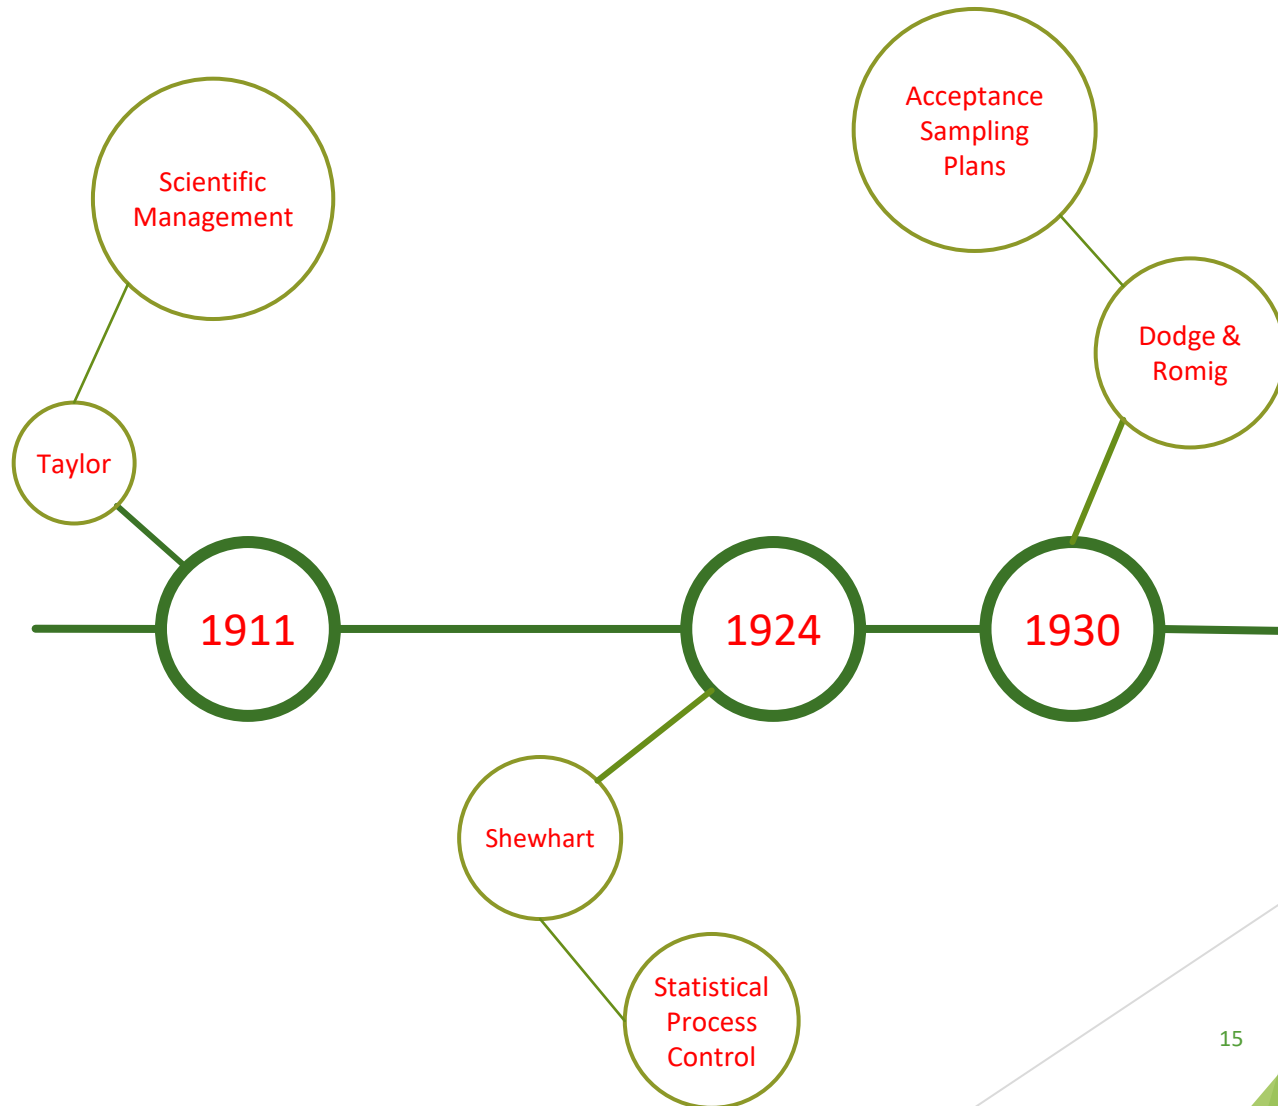 Scientific
Management
Taylor
1911
1924
Shewhart
Statistical
Process
Control
1930
Dodge &
Romig
Acceptance
Sampling
Plans
15